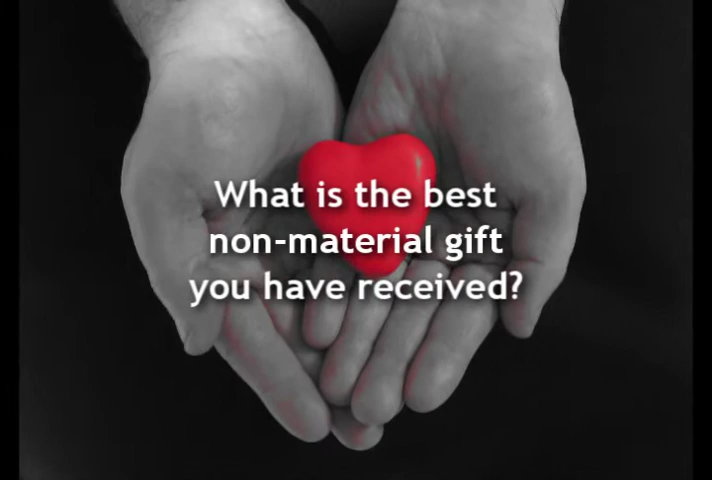 What is the best
non-material gift
you have received?